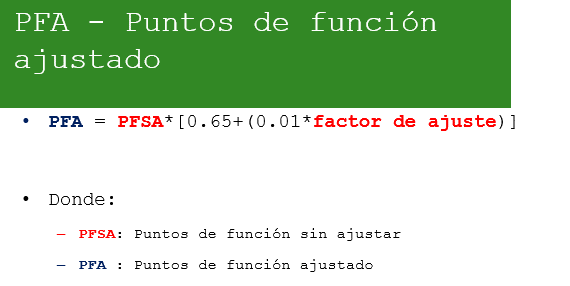 PFA - Puntos de función
ajustado
• PFA = PFSA*[0.65+(0.01*factor de ajuste)]
• Donde:
– PFSA: Puntos de función sin ajustar
– PFA : Puntos de función ajustado